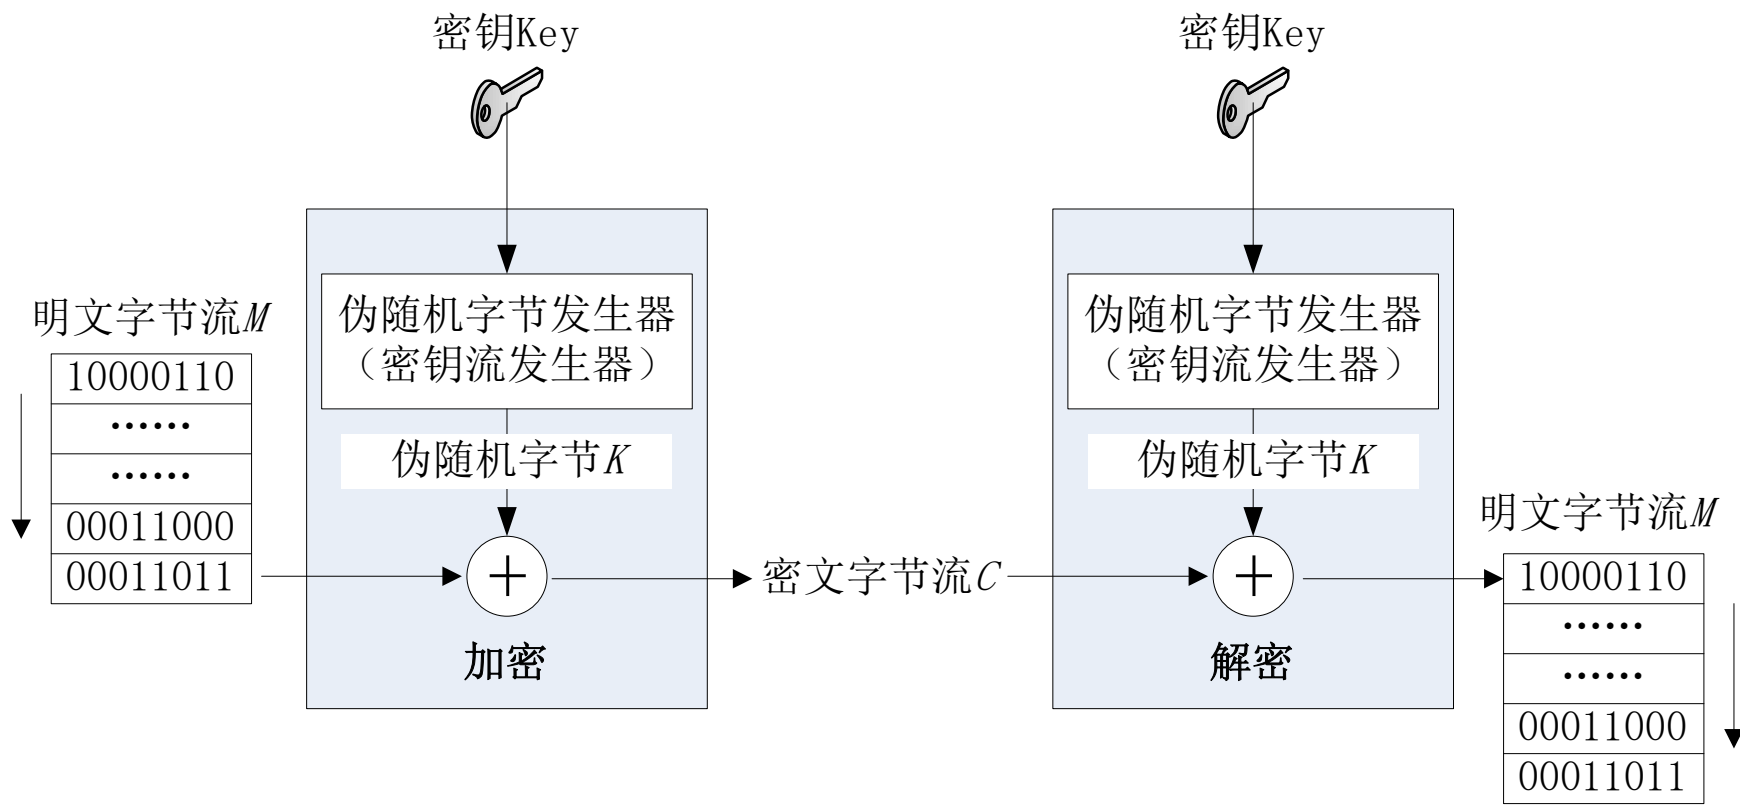 密钥Key
密钥Key
伪随机字节发生器
（密钥流发生器）
伪随机字节发生器
（密钥流发生器）
明文字节流M
10000110
……
……
00011000
00011011
伪随机字节K
伪随机字节K
+
密文字节流C
+
加密
解密
明文字节流M
10000110
……
……
00011000
00011011